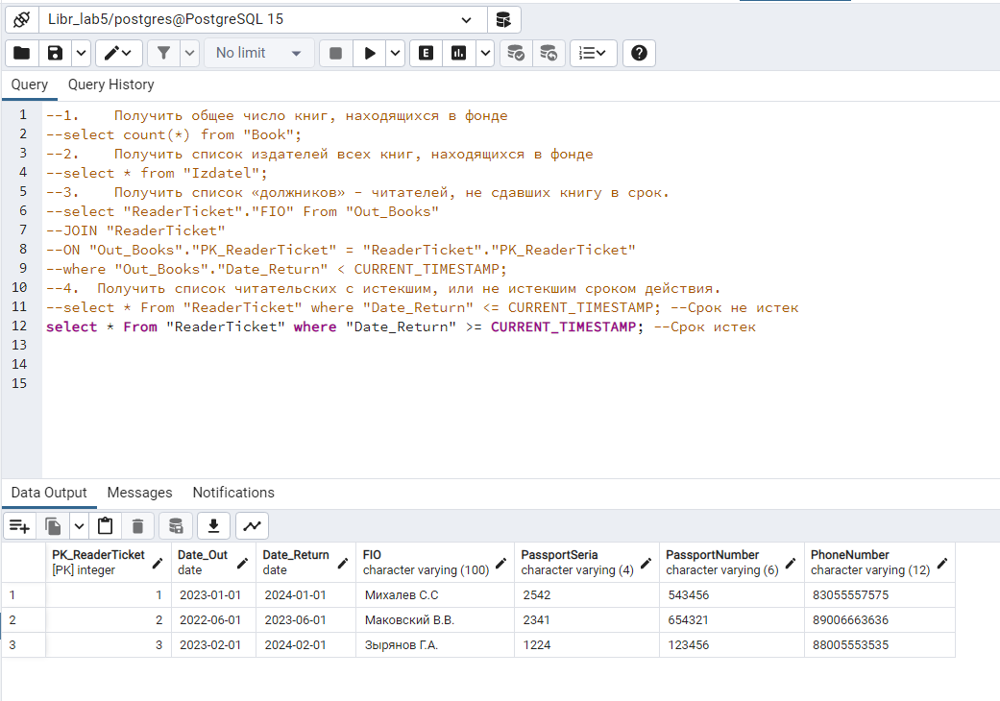 Libr_lab5/postgres@PostgreSQL 15
No limit
E
Query Query History
1 --1. Получить общее число книг, находящихся в фонде
2 --select count(*) from "Book";
3 --2. Получить список издателей всех книг, находящихся в фонде
4 --select * from "Izdatel";
5 --3. Получить список «должников» – читателей, не сдавших книгу в срок.
6 --select "ReaderTicket"."FIO" From "Out_Books"
7 --JOIN "ReaderTicket"
8 --ON "Out_Books"."PK_ReaderTicket" = "ReaderTicket"."PK_ReaderTicket"
9 --where "Out_Books"."Date_Return" < CURRENT_TIMESTAMP;
10 --4. Получить список читательских с истекшим, или не истекшим сроком действия.
11 --select * From "ReaderTicket" where "Date_Return" <= CURRENT_TIMESTAMP; --Срок не истек
12 select * From "ReaderTicket" where "Date_Return" >= CURRENT_TIMESTAMP; --Срок истек
13
14
15
Data Output Messages Notifications
PK_ReaderTicket Date_Out Date_Return FIO PassportSeria PassportNumber PhoneNumber
[PK] integer date date character varying (100) character varying (4) character varying (6) character varying (12)
1 1 2023-01-01 2024-01-01 Михалев С.С 2542 543456 83055557575
2 2 2022-06-01 2023-06-01 Маковский В.В. 2341 654321 89006663636
3 3 2023-02-01 2024-02-01 Зырянов Г.А. 1224 123456 88005553535